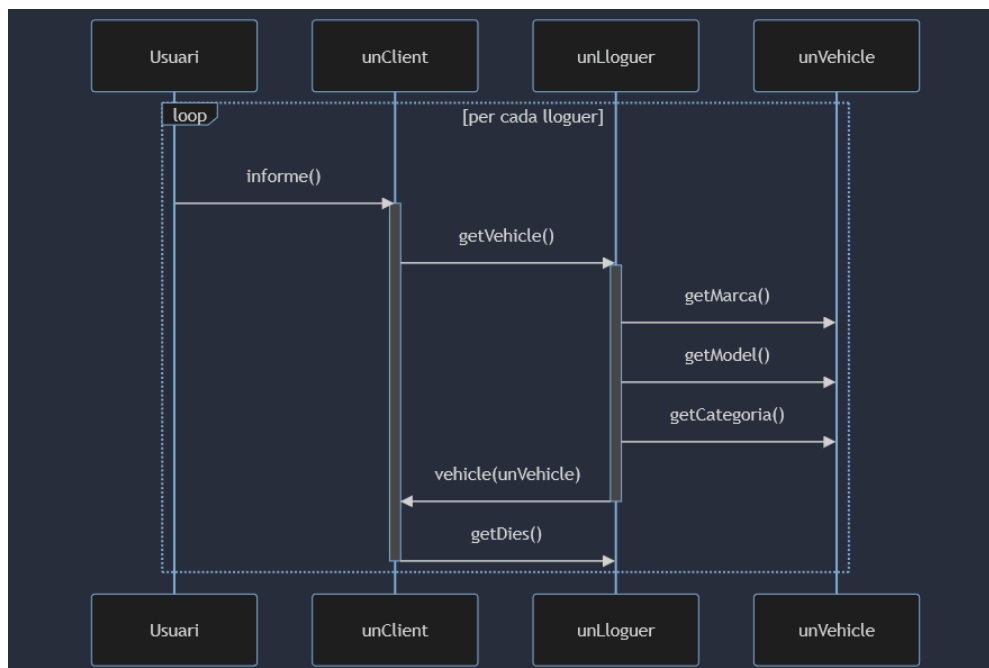 Usuari
unClient
unLloguer
unVehicle
loop
[per cada lloguer]
informe()
getVehicle()
getMarca()
getModel()
getCategoria()
vehicle(unVehicle)
getDies()
Usuari
unClient
unLloguer
unVehicle